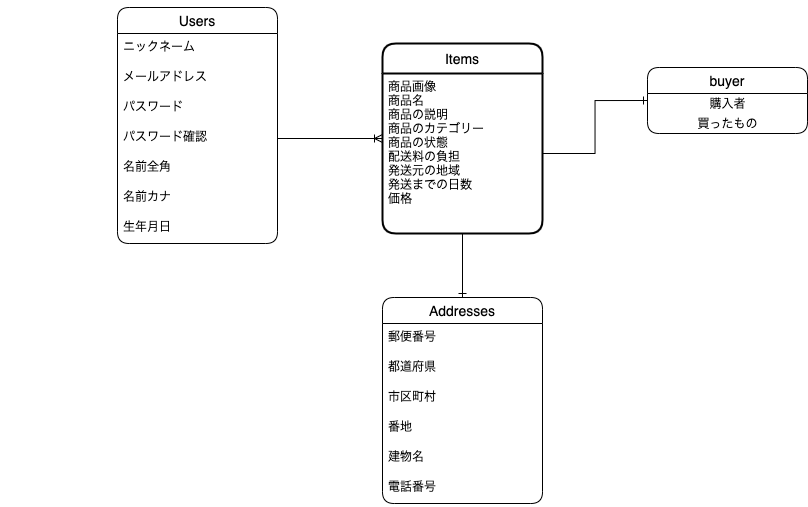 Users
ニックネーム
メールアドレス
パスワード
パスワード確認
名前全角
名前カナ
生年月日
Items
商品画像
商品名
商品の説明
商品のカテゴリー
商品の状態
配送料の負担
発送元の地域
発送までの日数
価格
buyer
購入者
買ったもの
Addresses
郵便番号
都道府県
市区町村
番地
建物名
電話番号